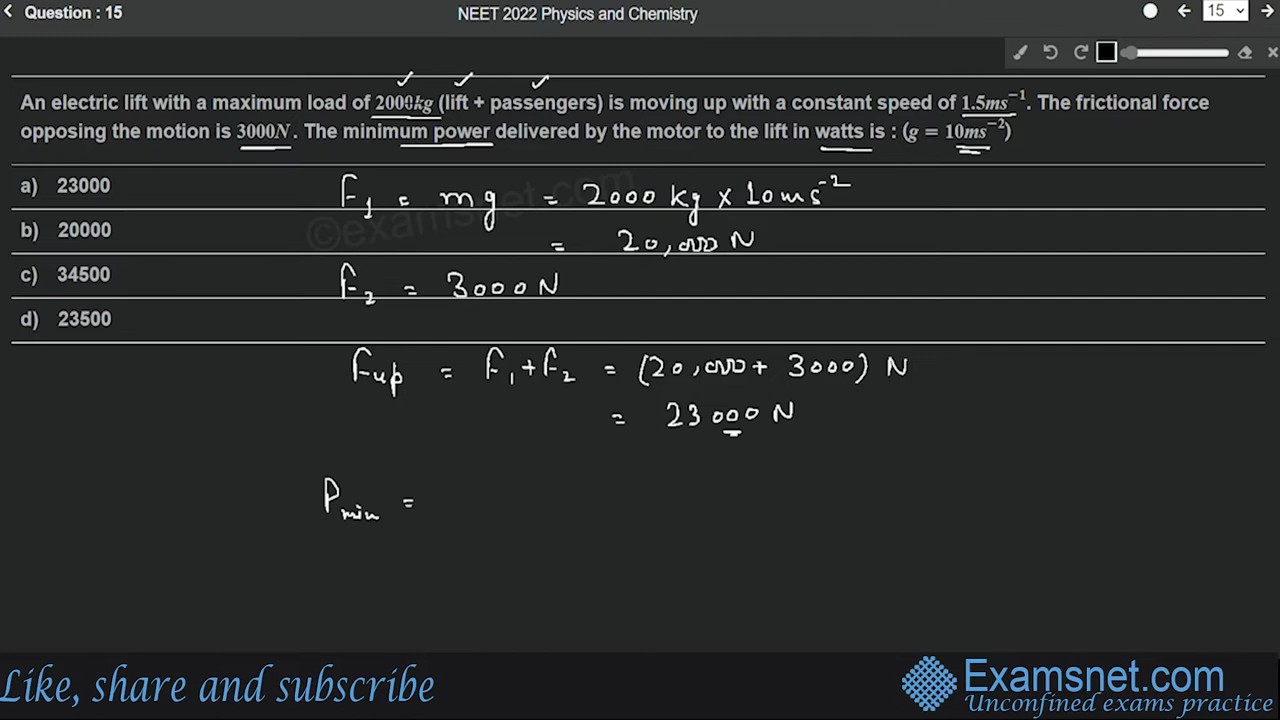 Question : 15
NEET 2022 Physics and Chemistry
15
An electric lift with a maximum load of 2000kg (lift + passengers) is moving up with a constant speed of 1.5ms⁻¹. The frictional force
opposing the motion is 3000N . The minimum power delivered by the motor to the lift in watts is : (g = 10ms⁻²)
a) 23000
b) 20000
c) 34500
d) 23500
F₁ = mg = 2000 kg × 10 ms⁻²
= 20,000 N
F₂ = 3000 N
Fup = F₁ + F₂ = (20,000 + 3000) N
= 23000 N
Pmin =
©examsnet.com
Like, share and subscribe
Examsnet.com
Unconfined exams practice